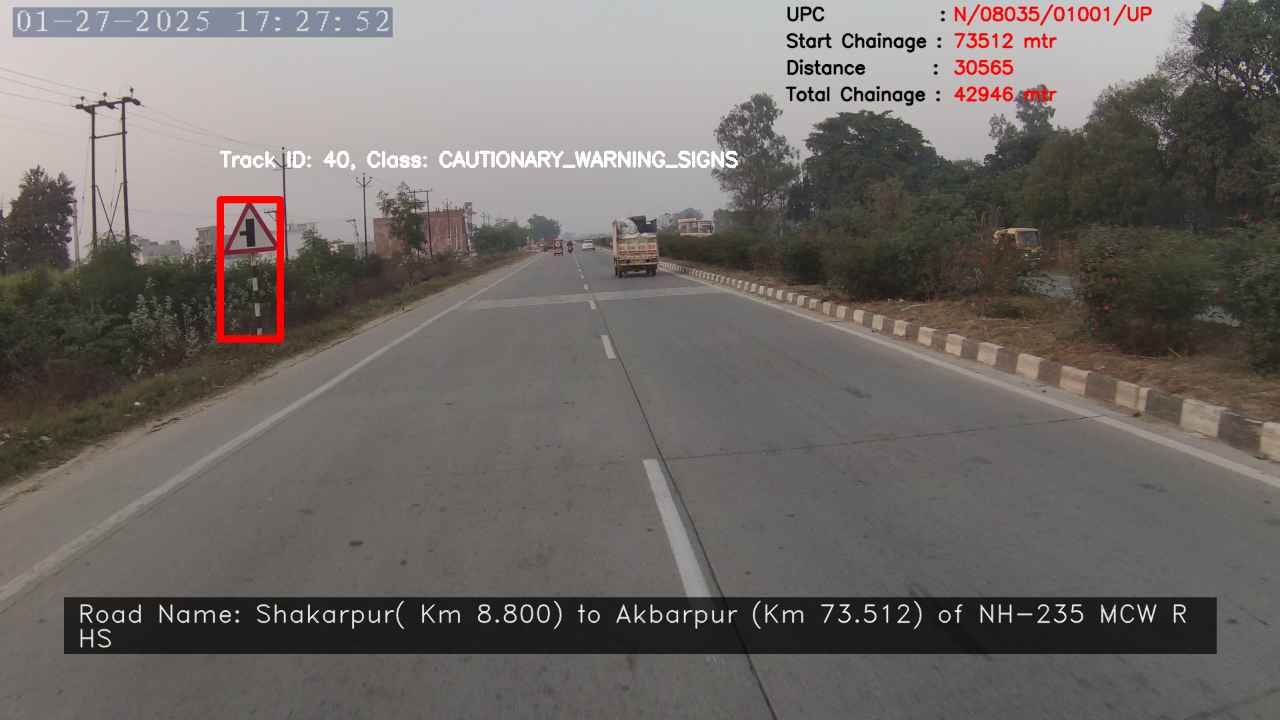 01-27-2025 17:27:52
UPC : N/08035/01001/UP
Start Chainage : 73512 mtr
Distance : 30565
Total Chainage : 42946 mtr
Track ID: 40, Class: CAUTIONARY_WARNING_SIGNS
Road Name: Shakarpur( Km 8.800) to Akbarpur (Km 73.512) of NH-235 MCW R
HS